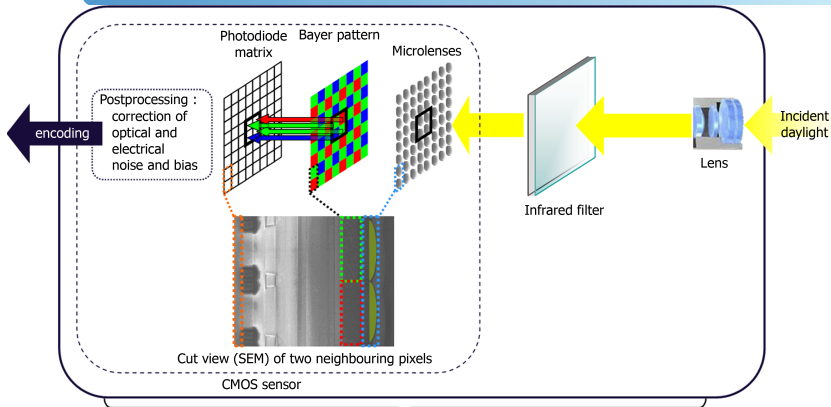 Photodiode
matrix
Bayer pattern
Microlenses
Postprocessing :
correction of
optical and
electrical
noise and bias
encoding
Incident
daylight
Lens
Infrared filter
Cut view (SEM) of two neighbouring pixels
CMOS sensor